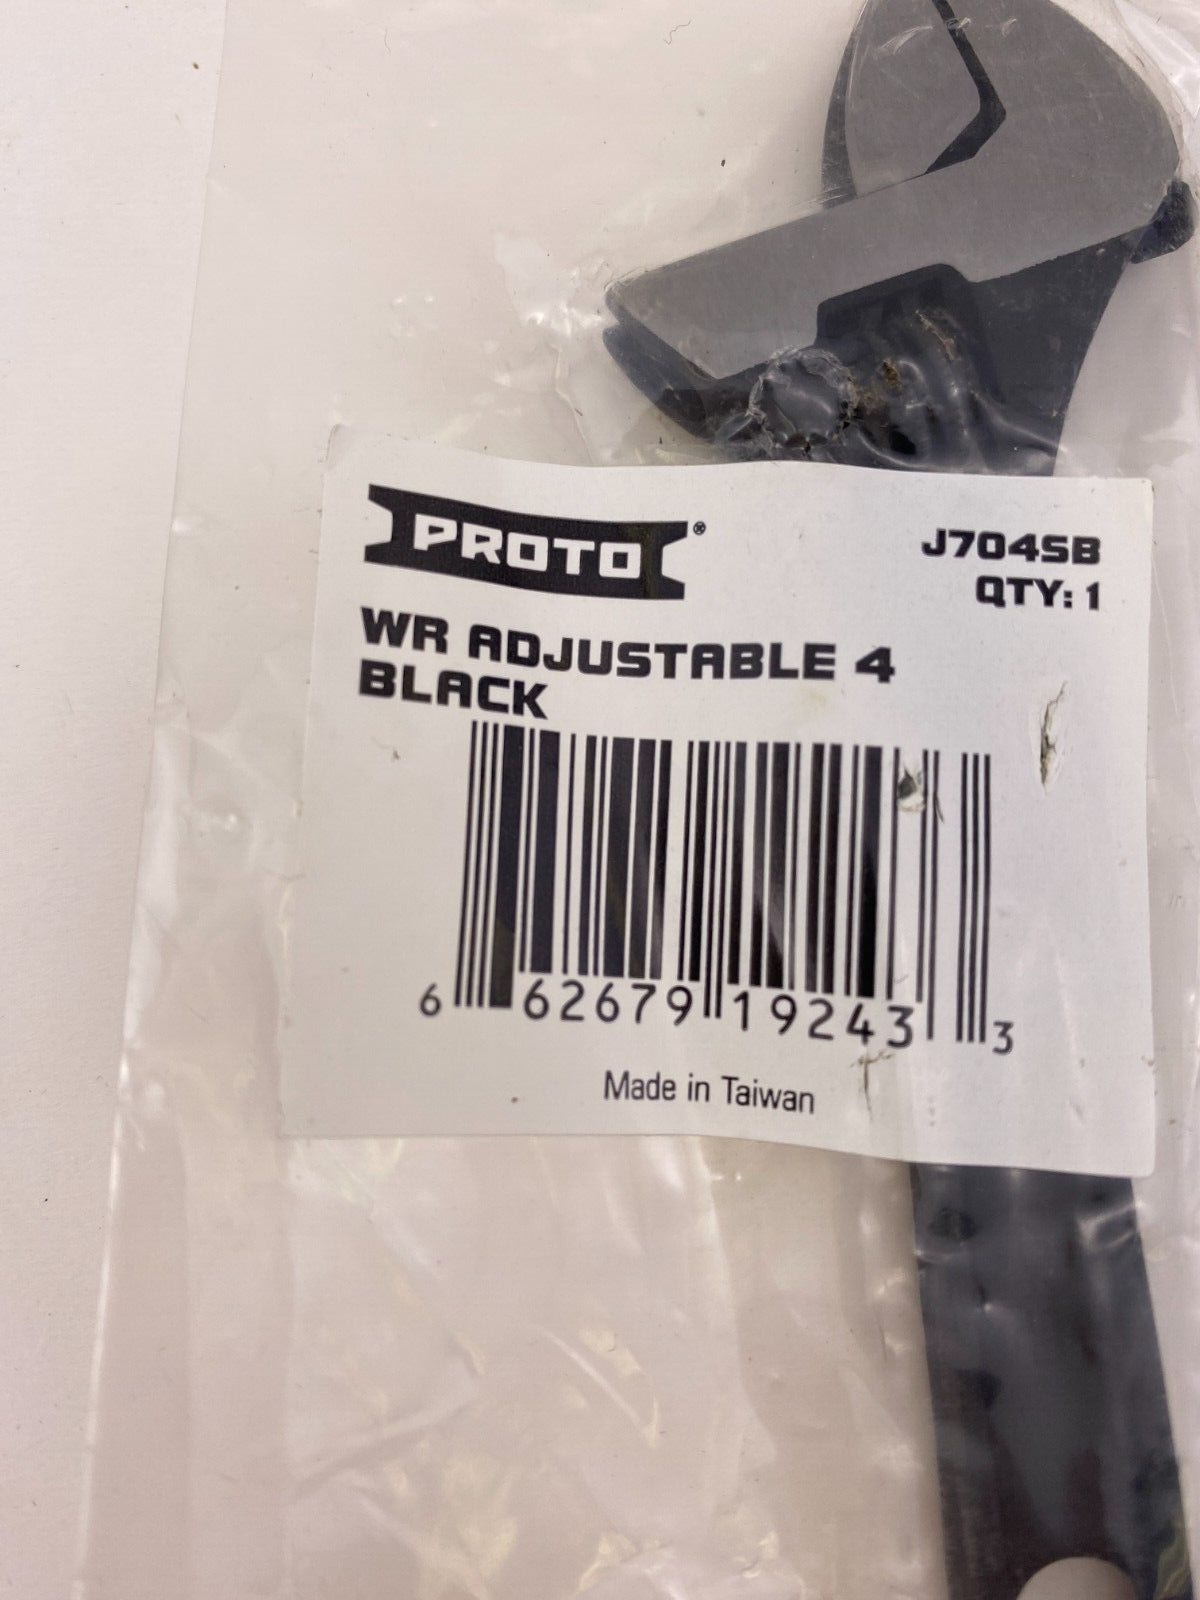 PROTO®
J704SB
QTY: 1
WR ADJUSTABLE 4
BLACK
6 62679 19243 3
Made in Taiwan